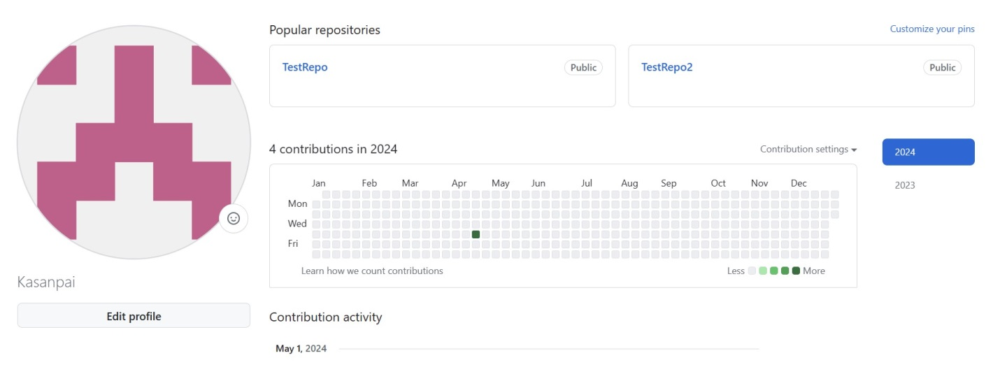 Popular repositories
Customize your pins
TestRepo Public
TestRepo2 Public
4 contributions in 2024
Contribution settings
2024
2023
Jan Feb Mar Apr May Jun Jul Aug Sep Oct Nov Dec
Mon
Wed
Fri
Learn how we count contributions
Less More
Kasanpai
Edit profile
Contribution activity
May 1, 2024